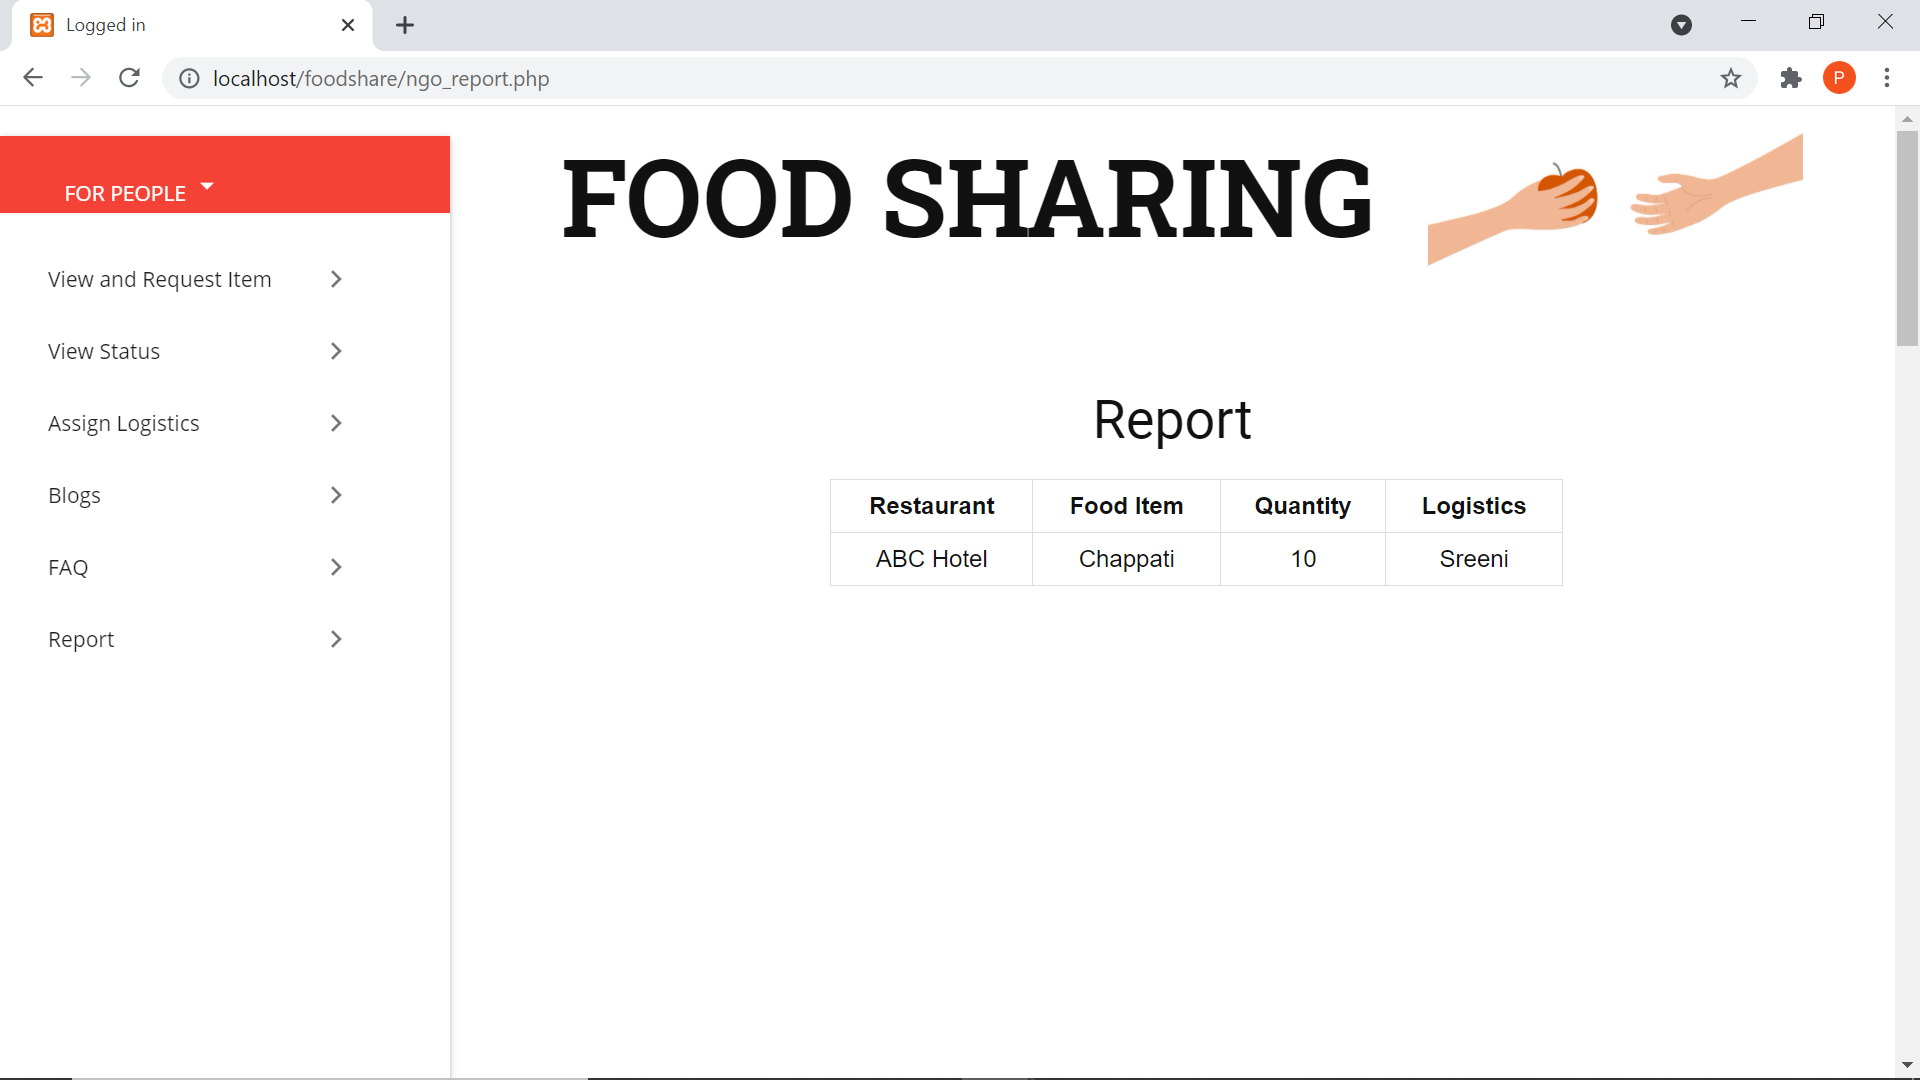 Logged in
localhost/foodshare/ngo_report.php
P
FOR PEOPLE
FOOD SHARING
View and Request Item
View Status
Assign Logistics
Blogs
FAQ
Report
Report
Restaurant Food Item Quantity Logistics
ABC Hotel Chappati 10 Sreeni